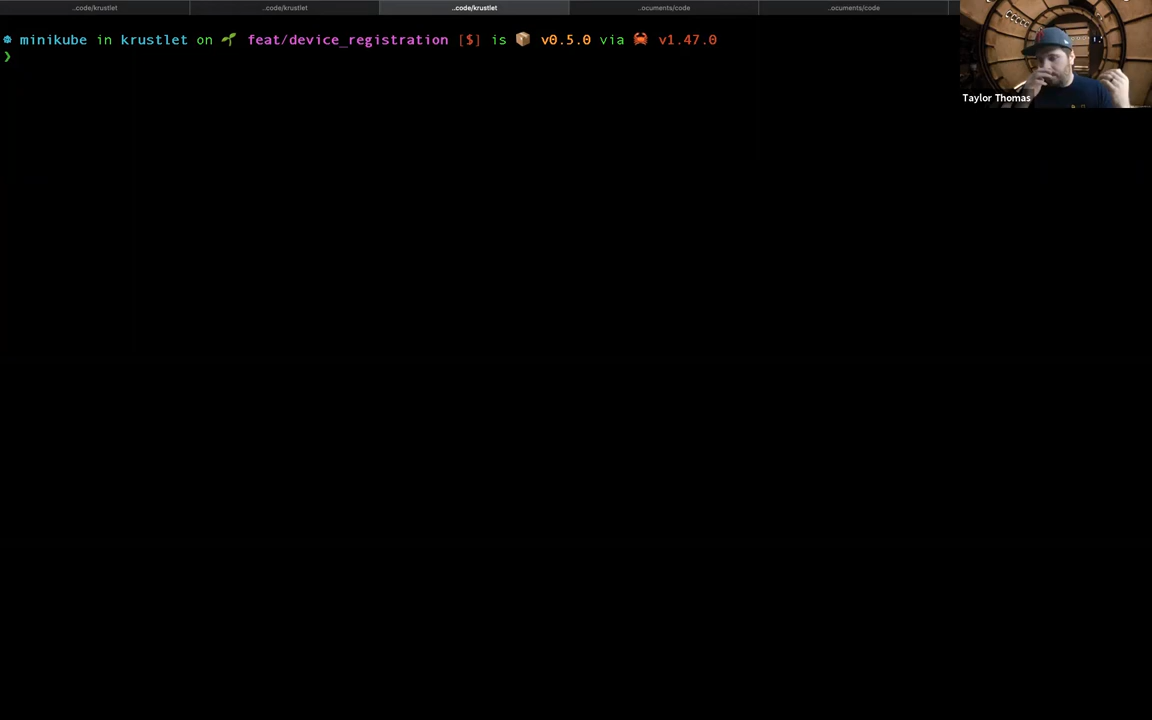 ..code/krustlet
..code/krustlet
..code/krustlet
..ocuments/code
..ocuments/code
minikube in krustlet on 🌱 feat/device_registration [$] is 📦 v0.5.0 via 🦀 v1.47.0
❯
Taylor Thomas